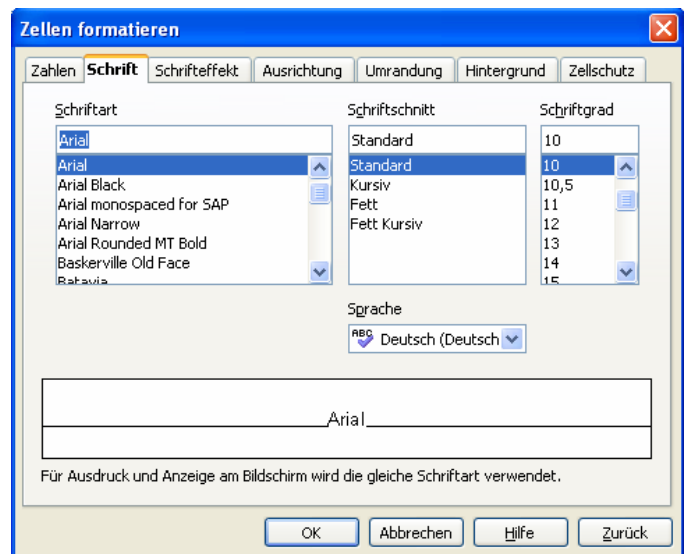 Zellen formatieren
Zahlen Schrift Schrifteffekt Ausrichtung Umrandung Hintergrund Zellschutz
Schriftart Schriftschnitt Schriftgrad
Arial Standard 10
Arial Standard 10
Arial Black Kursiv 10,5
Arial monospaced for SAP Fett 11
Arial Narrow Fett Kursiv 12
Arial Rounded MT Bold 13
Baskerville Old Face 14
Batavia 15
Sprache
ABC Deutsch (Deutsch
Arial
Für Ausdruck und Anzeige am Bildschirm wird die gleiche Schriftart verwendet.
OK Abbrechen Hilfe Zurück